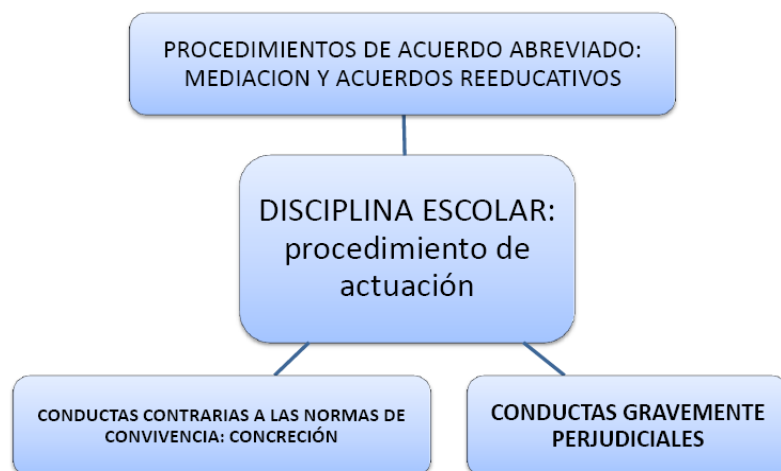 PROCEDIMIENTOS DE ACUERDO ABREVIADO:
MEDIACION Y ACUERDOS REEDUCATIVOS
DISCIPLINA ESCOLAR:
procedimiento de
actuación
CONDUCTAS CONTRARIAS A LAS NORMAS DE
CONVIVENCIA: CONCRECIÓN
CONDUCTAS GRAVEMENTE
PERJUDICIALES